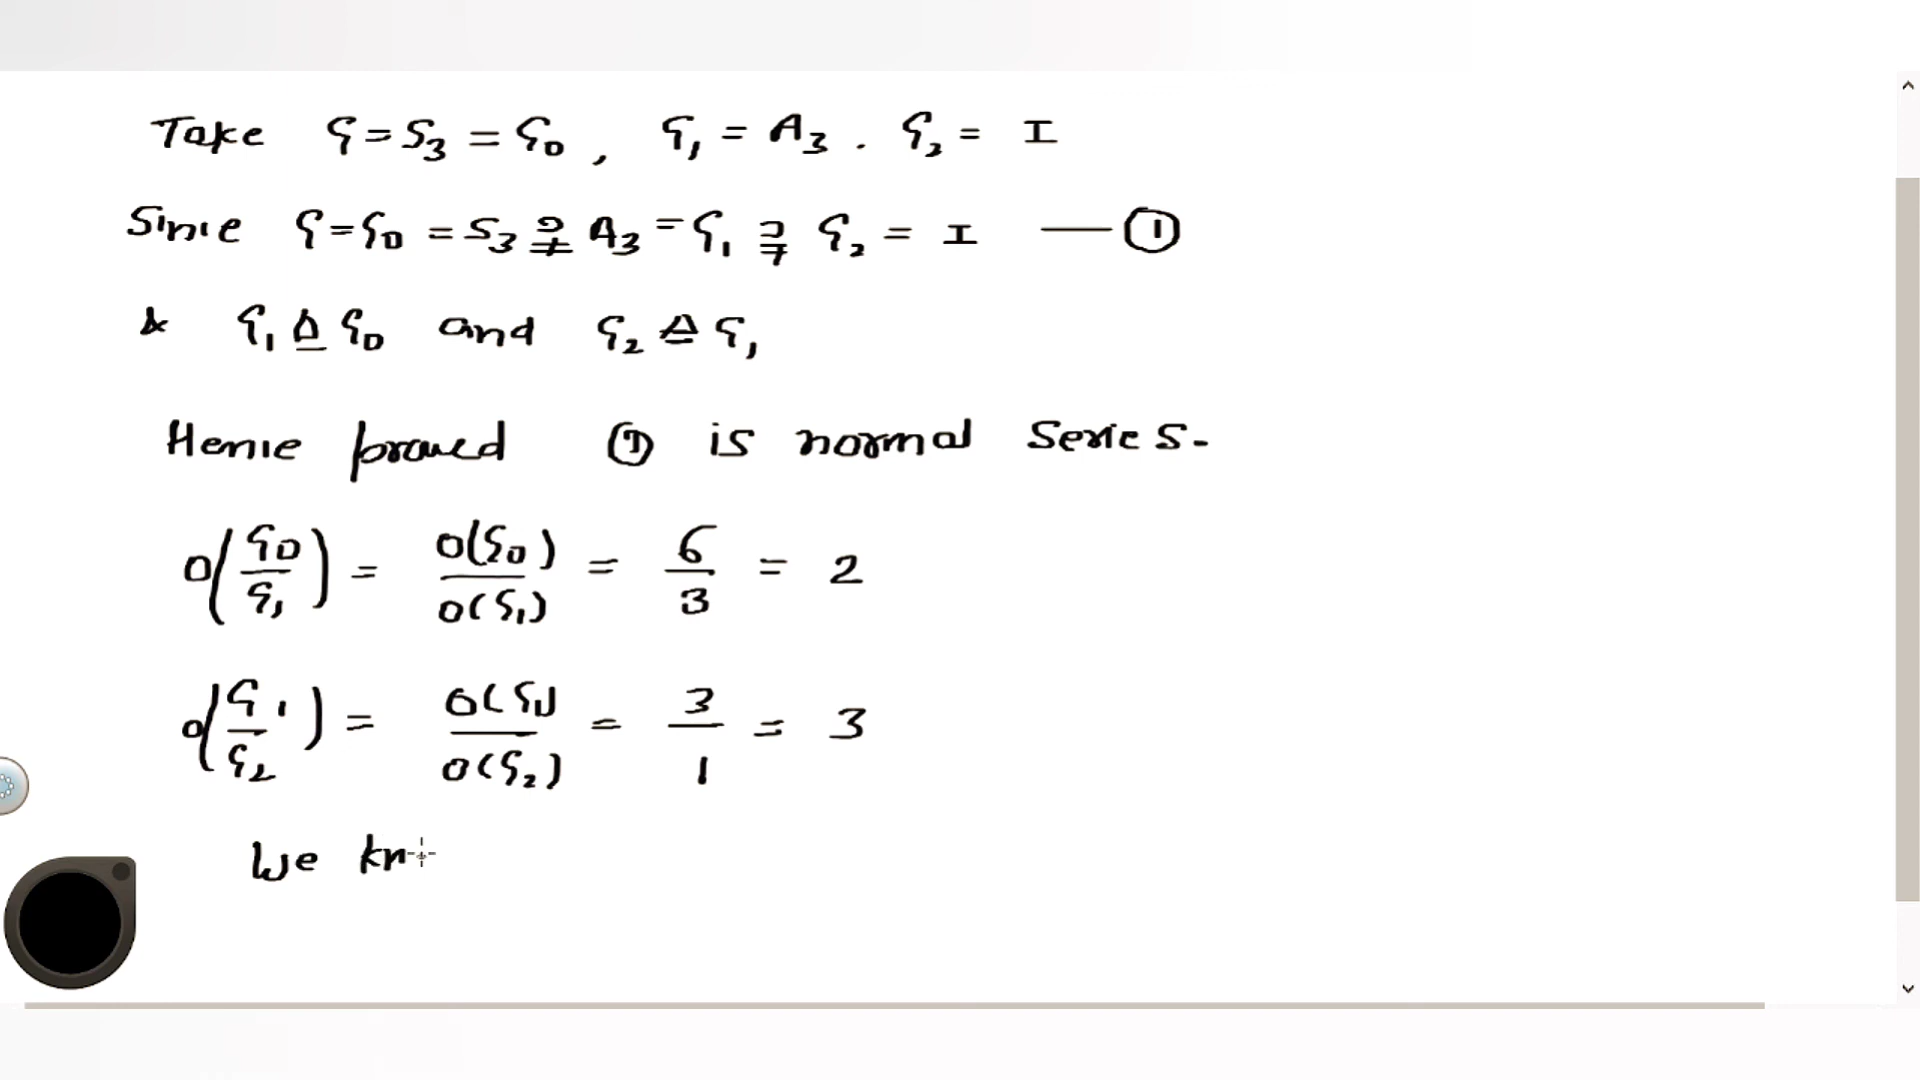 Take G = S₃ = G₀ , G₁ = A₃ . G₂ = I
Since G = G₀ = S₃ ⊋ A₃ = G₁ ⊋ G₂ = I — ①
& G₁ ⊴ G₀ and G₂ ⊴ G₁
Hence proved ① is normal Series.
O(G₀/G₁) = O(G₀)/O(G₁) = 6/3 = 2
O(G₁/G₂) = O(G₁)/O(G₂) = 3/1 = 3
We kn